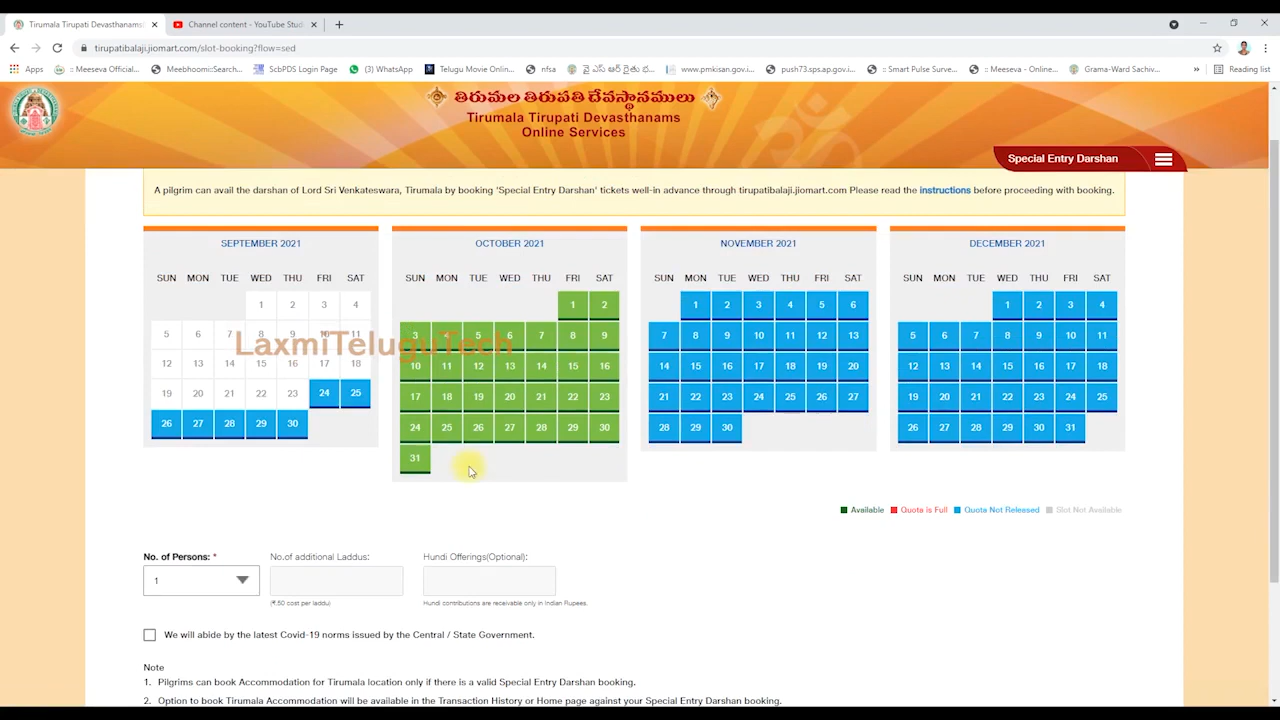 Tirumala Tirupati Devasthanams
Channel content - YouTube Stud
tirupatibalaji.jiomart.com/slot-booking?flow=sed
Apps
:: Meeseva Official...
Meebhoomi::Search...
ScbPDS Login Page
(3) WhatsApp
Telugu Movie Onlin...
nfsa
వై ఎస్ ఆర్ రైతు భ...
www.pmkisan.gov.i...
push73.sps.ap.gov.i...
:: Smart Pulse Surve...
:: Meeseva - Online...
Grama-Ward Sachiv...
»
Reading list
తిరుమల తిరుపతి దేవస్థానములు
Tirumala Tirupati Devasthanams
Online Services
Special Entry Darshan
A pilgrim can avail the darshan of Lord Sri Venkateswara, Tirumala by booking 'Special Entry Darshan' tickets well-in advance through tirupatibalaji.jiomart.com Please read the instructions before proceeding with booking.
SEPTEMBER 2021
SUN MON TUE WED THU FRI SAT
1 2 3 4
5 6 7 8 9 10 11
12 13 14 15 16 17 18
19 20 21 22 23 24 25
26 27 28 29 30
OCTOBER 2021
SUN MON TUE WED THU FRI SAT
1 2
3 4 5 6 7 8 9
10 11 12 13 14 15 16
17 18 19 20 21 22 23
24 25 26 27 28 29 30
31
NOVEMBER 2021
SUN MON TUE WED THU FRI SAT
1 2 3 4 5 6
7 8 9 10 11 12 13
14 15 16 17 18 19 20
21 22 23 24 25 26 27
28 29 30
DECEMBER 2021
SUN MON TUE WED THU FRI SAT
1 2 3 4
5 6 7 8 9 10 11
12 13 14 15 16 17 18
19 20 21 22 23 24 25
26 27 28 29 30 31
LaxmiTeluguTech
Available Quota is Full Quota Not Released Slot Not Available
No. of Persons: *
1
No.of additional Laddus:
(₹.50 cost per laddu)
Hundi Offerings(Optional):
Hundi contributions are receivable only in Indian Rupees.
We will abide by the latest Covid-19 norms issued by the Central / State Government.
Note
1. Pilgrims can book Accommodation for Tirumala location only if there is a valid Special Entry Darshan booking.
2. Option to book Tirumala Accommodation will be available in the Transaction History or Home page against your Special Entry Darshan booking.